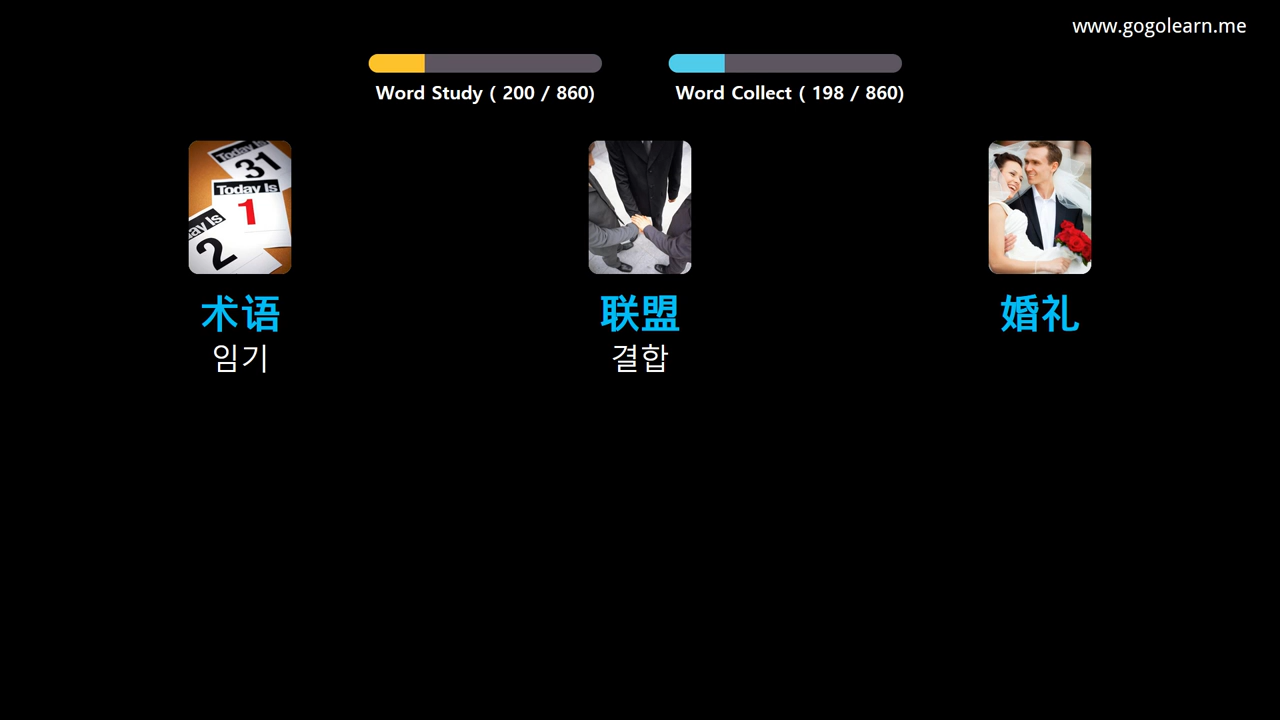 www.gogolearn.me
Word Study ( 200 / 860)
Word Collect ( 198 / 860)
Today Is
31
Today Is
1
ay Is
2
术语
임기
联盟
결합
婚礼